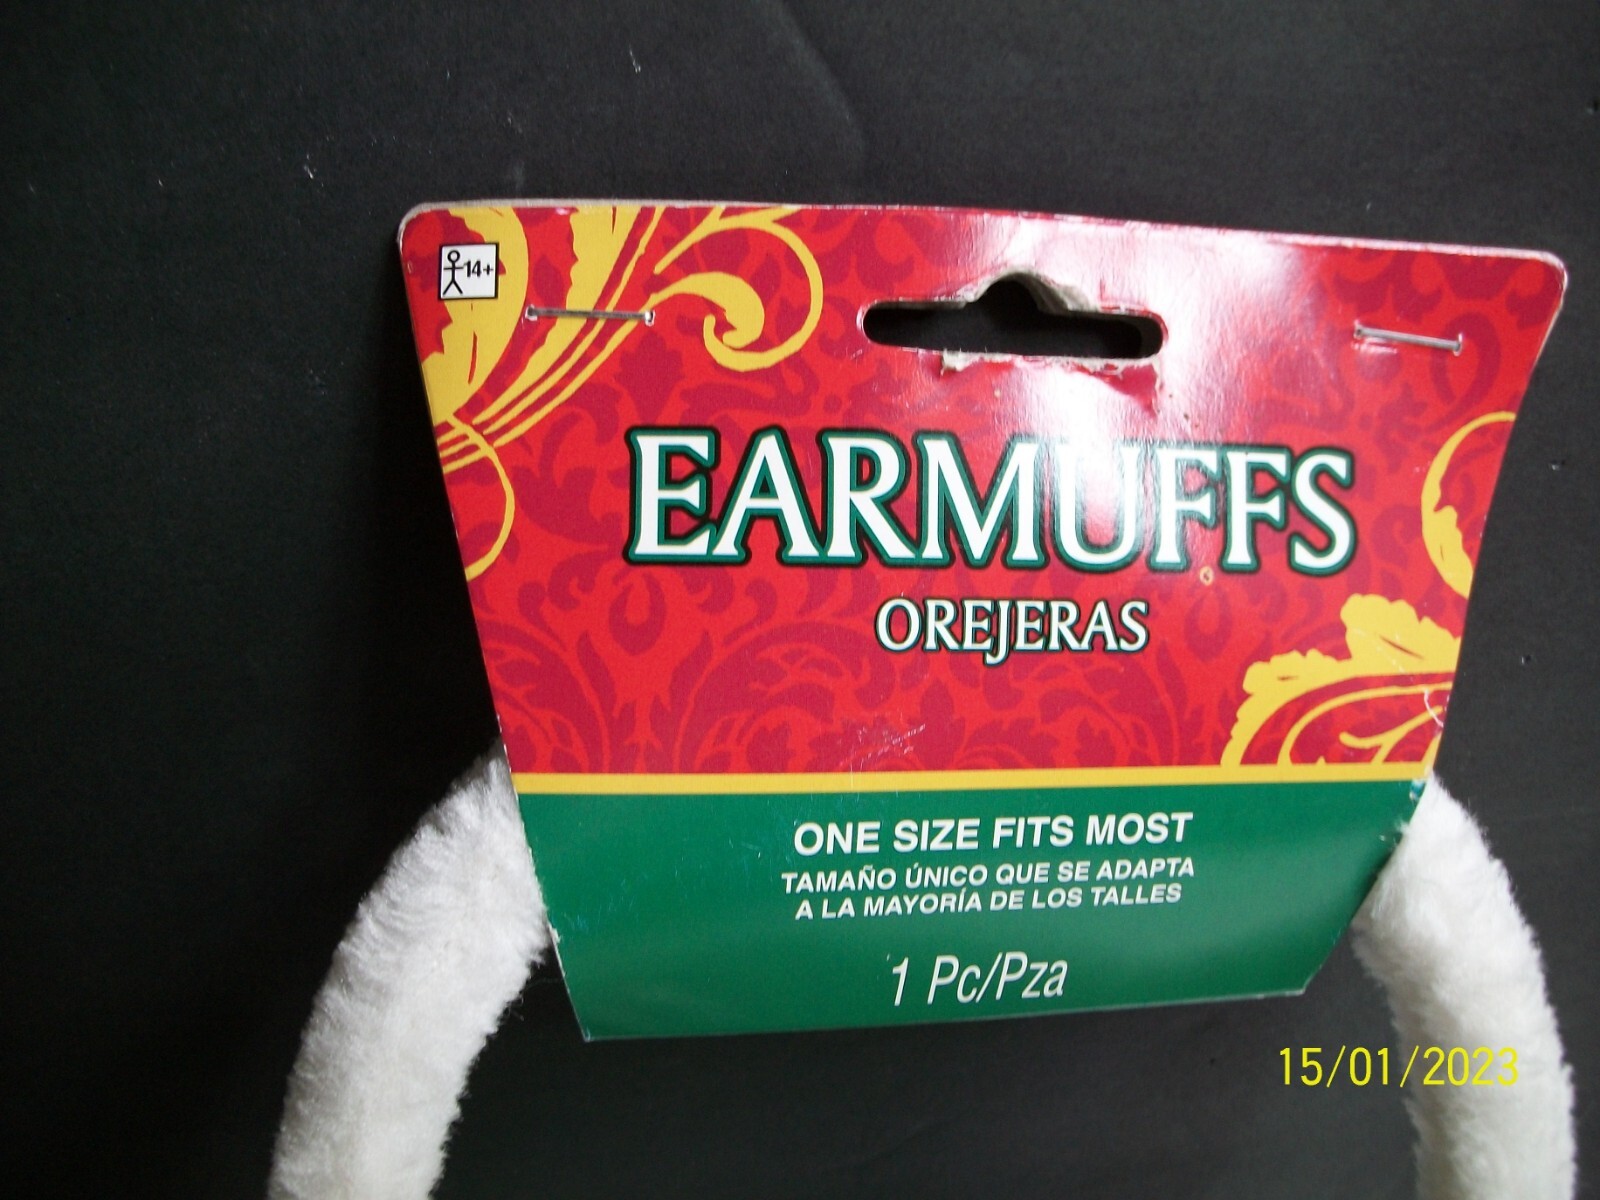 14+
EARMUFFS
OREJERAS
ONE SIZE FITS MOST
TAMAÑO ÚNICO QUE SE ADAPTA
A LA MAYORÍA DE LOS TALLES
1 Pc/Pza
15/01/2023